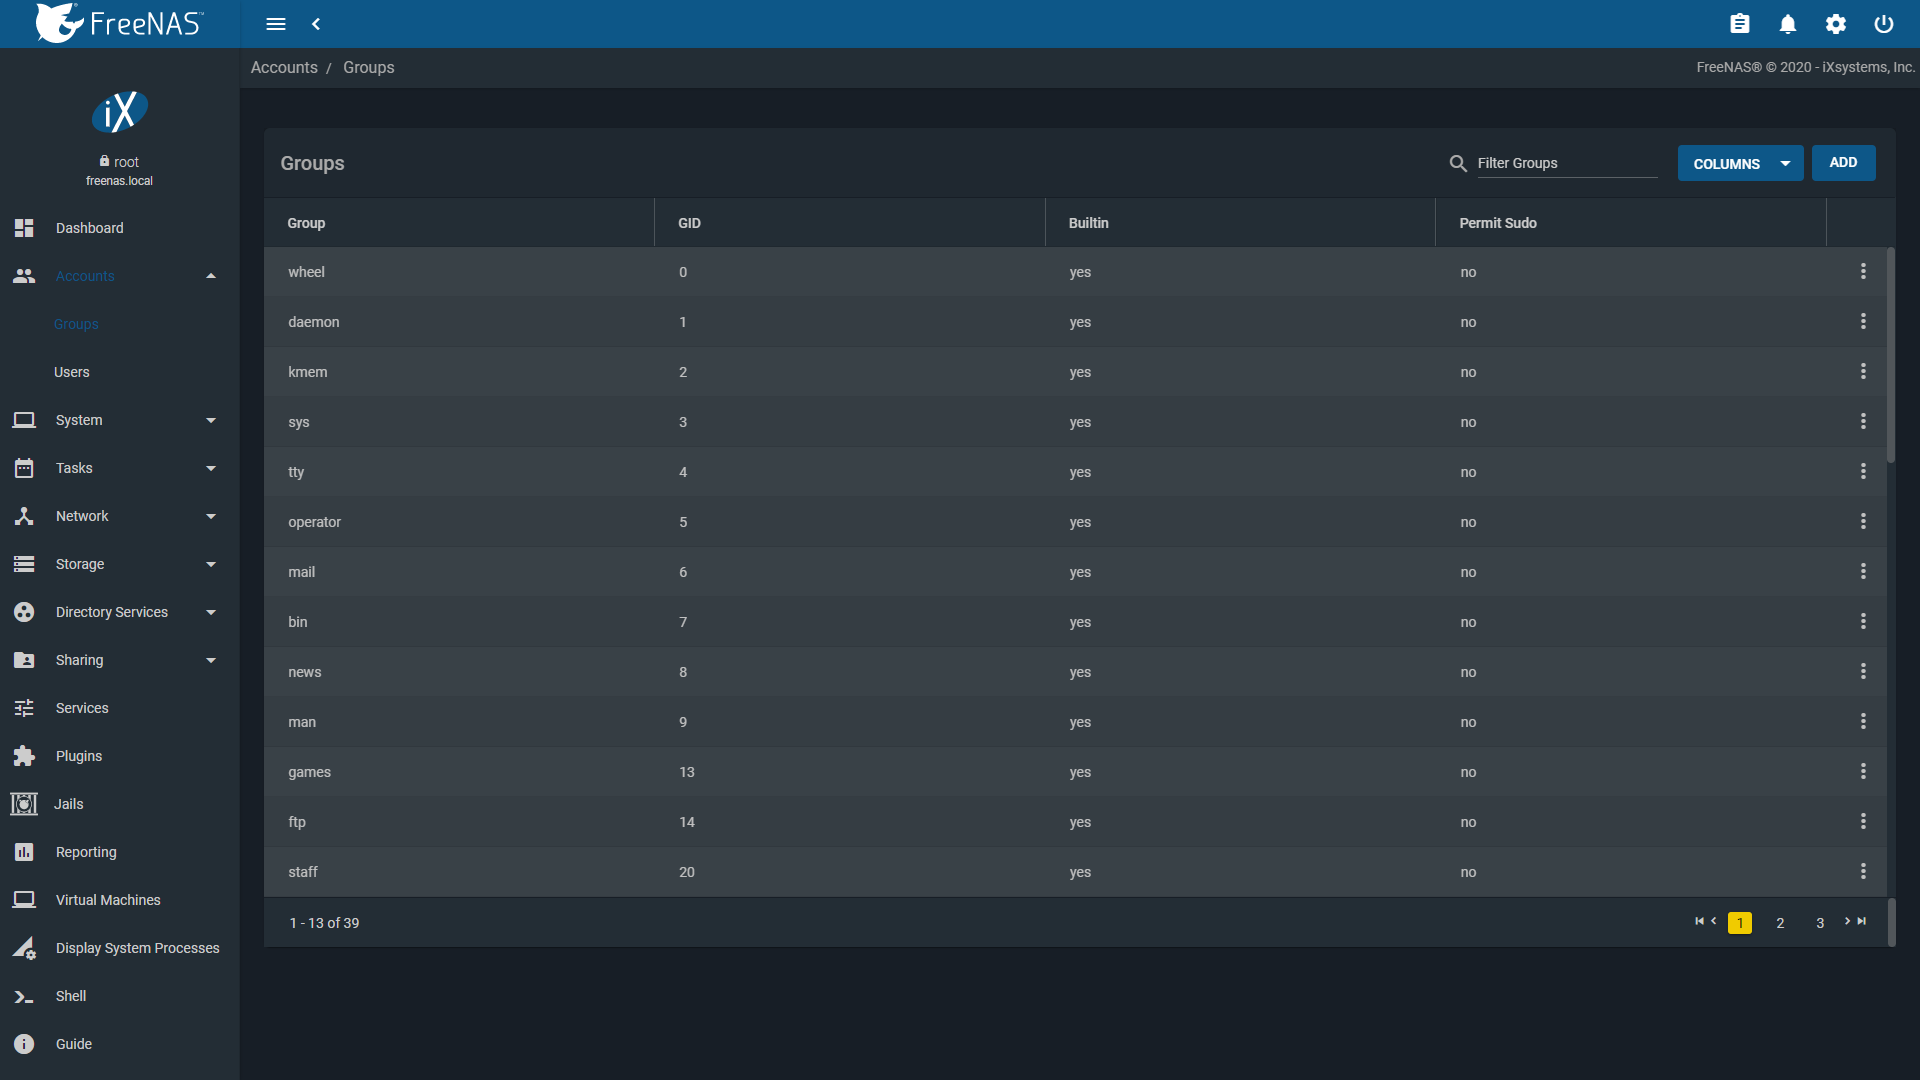 FreeNAS™
Accounts / Groups
FreeNAS® © 2020 - iXsystems, Inc.
iX
root
freenas.local
Dashboard
Accounts
Groups
Users
System
Tasks
Network
Storage
Directory Services
Sharing
Services
Plugins
Jails
Reporting
Virtual Machines
Display System Processes
Shell
Guide
Groups
Filter Groups
COLUMNS
ADD
Group GID Builtin Permit Sudo
wheel 0 yes no
daemon 1 yes no
kmem 2 yes no
sys 3 yes no
tty 4 yes no
operator 5 yes no
mail 6 yes no
bin 7 yes no
news 8 yes no
man 9 yes no
games 13 yes no
ftp 14 yes no
staff 20 yes no
1 - 13 of 39
1 2 3